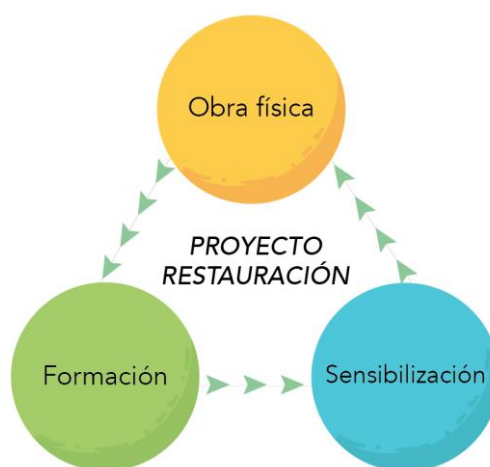 Obra física
PROYECTO
RESTAURACIÓN
Formación
Sensibilización